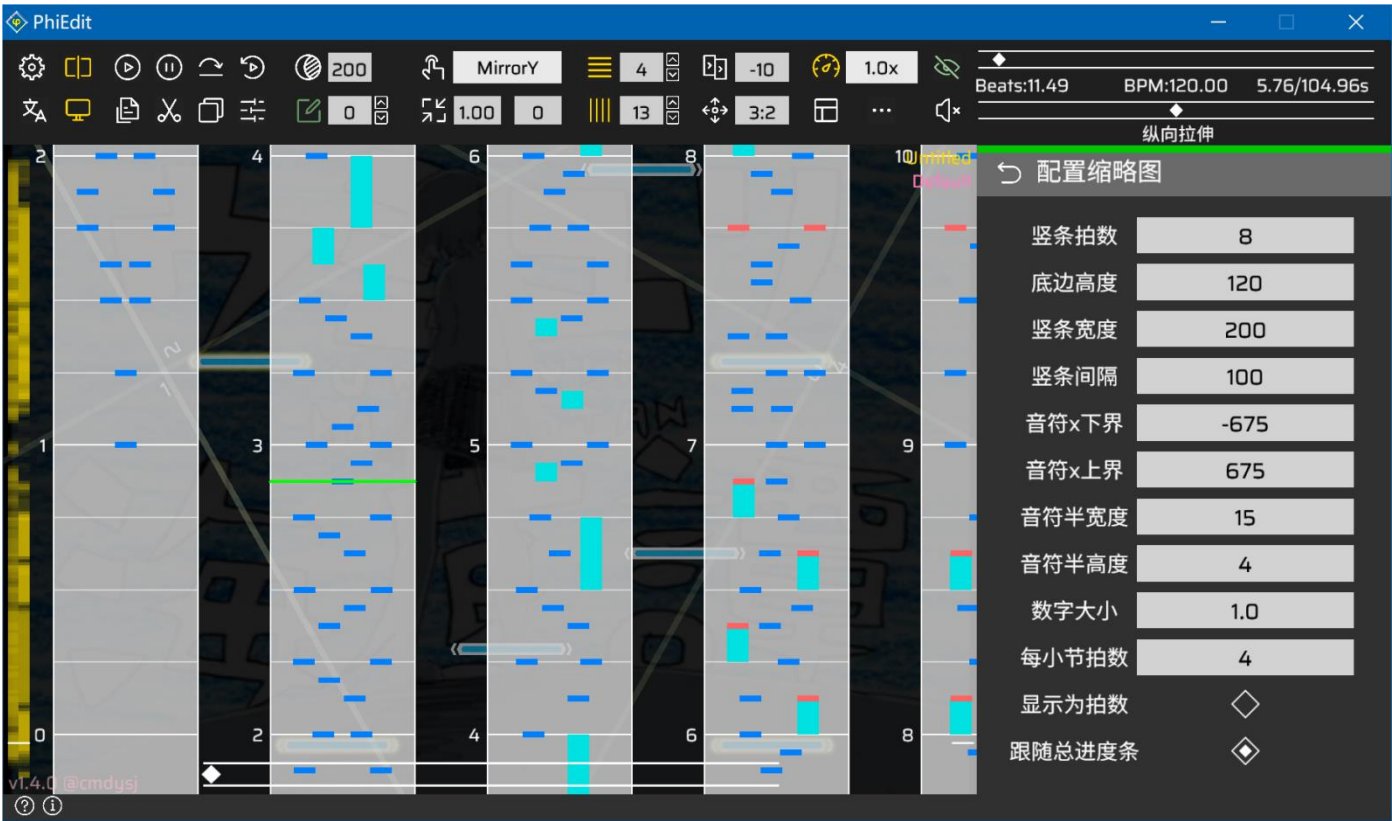 PhiEdit
200
MirrorY
4
-10
1.0x
Beats:11.49 BPM:120.00 5.76/104.96s
0
1.00
0
13
3:2
...
纵向拉伸
2 4 6 8 10
Untitled
Default
配置缩略图
竖条拍数 8
底边高度 120
竖条宽度 200
竖条间隔 100
音符x下界 -675
1 3 5 7 9
音符x上界 675
音符半宽度 15
音符半高度 4
数字大小 1.0
每小节拍数 4
显示为拍数
0 2 4 6 8
跟随总进度条
v1.4.0 @cmdysj